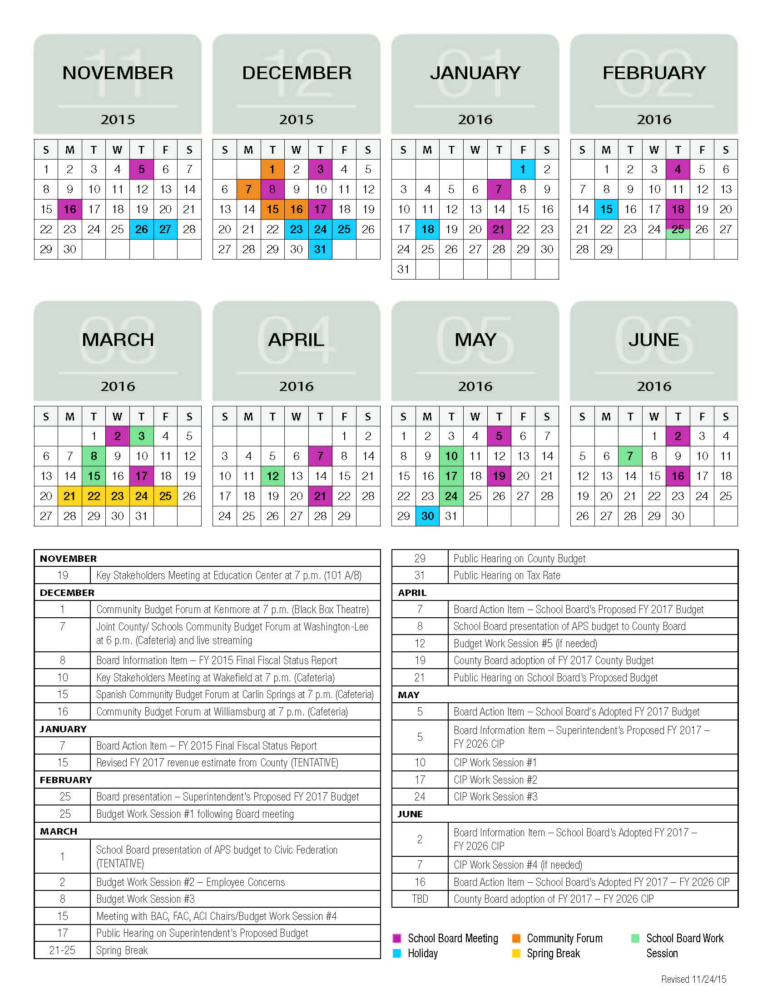 11
NOVEMBER
2015
S M T W T F S
1 2 3 4 5 6 7
8 9 10 11 12 13 14
15 16 17 18 19 20 21
22 23 24 25 26 27 28
29 30
12
DECEMBER
2015
S M T W T F S
1 2 3 4 5
6 7 8 9 10 11 12
13 14 15 16 17 18 19
20 21 22 23 24 25 26
27 28 29 30 31
01
JANUARY
2016
S M T W T F S
1 2
3 4 5 6 7 8 9
10 11 12 13 14 15 16
17 18 19 20 21 22 23
24 25 26 27 28 29 30
31
02
FEBRUARY
2016
S M T W T F S
1 2 3 4 5 6
7 8 9 10 11 12 13
14 15 16 17 18 19 20
21 22 23 24 25 26 27
28 29
03
MARCH
2016
S M T W T F S
1 2 3 4 5
6 7 8 9 10 11 12
13 14 15 16 17 18 19
20 21 22 23 24 25 26
27 28 29 30 31
04
APRIL
2016
S M T W T F S
1 2
3 4 5 6 7 8 14
10 11 12 13 14 15 21
17 18 19 20 21 22 28
24 25 26 27 28 29
05
MAY
2016
S M T W T F S
1 2 3 4 5 6 7
8 9 10 11 12 13 14
15 16 17 18 19 20 21
22 23 24 25 26 27 28
29 30 31
06
JUNE
2016
S M T W T F S
1 2 3 4
5 6 7 8 9 10 11
12 13 14 15 16 17 18
19 20 21 22 23 24 25
26 27 28 29 30
NOVEMBER
19 Key Stakeholders Meeting at Education Center at 7 p.m. (101 A/B)
DECEMBER
1 Community Budget Forum at Kenmore at 7 p.m. (Black Box Theatre)
7 Joint County/ Schools Community Budget Forum at Washington-Lee
at 6 p.m. (Cafeteria) and live streaming
8 Board Information Item – FY 2015 Final Fiscal Status Report
10 Key Stakeholders Meeting at Wakefield at 7 p.m. (Cafeteria)
15 Spanish Community Budget Forum at Carlin Springs at 7 p.m. (Cafeteria)
16 Community Budget Forum at Williamsburg at 7 p.m. (Cafeteria)
JANUARY
7 Board Action Item – FY 2015 Final Fiscal Status Report
15 Revised FY 2017 revenue estimate from County (TENTATIVE)
FEBRUARY
25 Board presentation – Superintendent's Proposed FY 2017 Budget
25 Budget Work Session #1 following Board meeting
MARCH
1 School Board presentation of APS budget to Civic Federation
(TENTATIVE)
2 Budget Work Session #2 – Employee Concerns
8 Budget Work Session #3
15 Meeting with BAC, FAC, ACI Chairs/Budget Work Session #4
17 Public Hearing on Superintendent's Proposed Budget
21-25 Spring Break
29 Public Hearing on County Budget
31 Public Hearing on Tax Rate
APRIL
7 Board Action Item – School Board's Proposed FY 2017 Budget
8 School Board presentation of APS budget to County Board
12 Budget Work Session #5 (if needed)
19 County Board adoption of FY 2017 County Budget
21 Public Hearing on School Board's Proposed Budget
MAY
5 Board Action Item – School Board's Adopted FY 2017 Budget
5 Board Information Item – Superintendent's Proposed FY 2017 –
FY 2026 CIP
10 CIP Work Session #1
17 CIP Work Session #2
24 CIP Work Session #3
JUNE
2 Board Information Item – School Board's Adopted FY 2017 –
FY 2026 CIP
7 CIP Work Session #4 (if needed)
16 Board Action Item – School Board's Adopted FY 2017 – FY 2026 CIP
TBD County Board adoption of FY 2017 – FY 2026 CIP
School Board Meeting
Holiday
Community Forum
Spring Break
School Board Work
Session
Revised 11/24/15